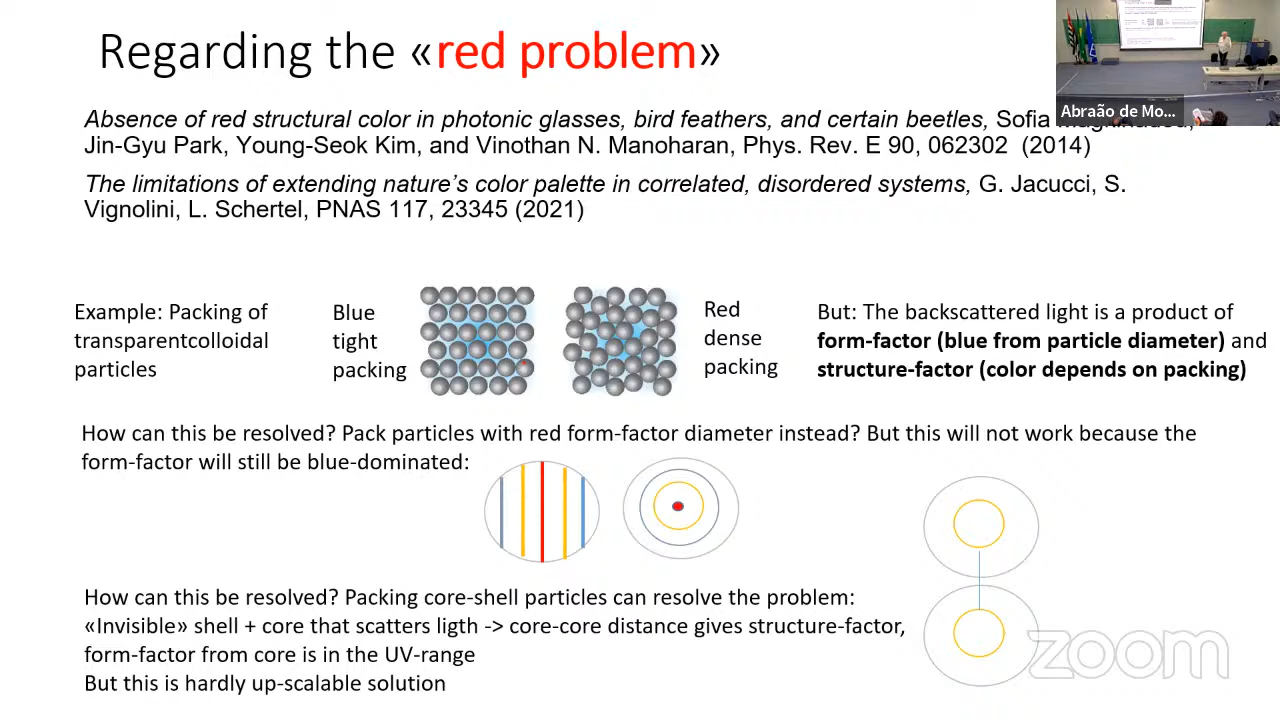 Regarding the «red problem»
Absence of red structural color in photonic glasses, bird feathers, and certain beetles, Sofia
Jin-Gyu Park, Young-Seok Kim, and Vinothan N. Manoharan, Phys. Rev. E 90, 062302 (2014)
The limitations of extending nature's color palette in correlated, disordered systems, G. Jacucci, S.
Vignolini, L. Schertel, PNAS 117, 23345 (2021)
Abraão de Mo...
Example: Packing of
transparentcolloidal
particles
Blue
tight
packing
Red
dense
packing
But: The backscattered light is a product of
form-factor (blue from particle diameter) and
structure-factor (color depends on packing)
How can this be resolved? Pack particles with red form-factor diameter instead? But this will not work because the
form-factor will still be blue-dominated:
How can this be resolved? Packing core-shell particles can resolve the problem:
«Invisible» shell + core that scatters ligth -> core-core distance gives structure-factor,
form-factor from core is in the UV-range
But this is hardly up-scalable solution
zoom